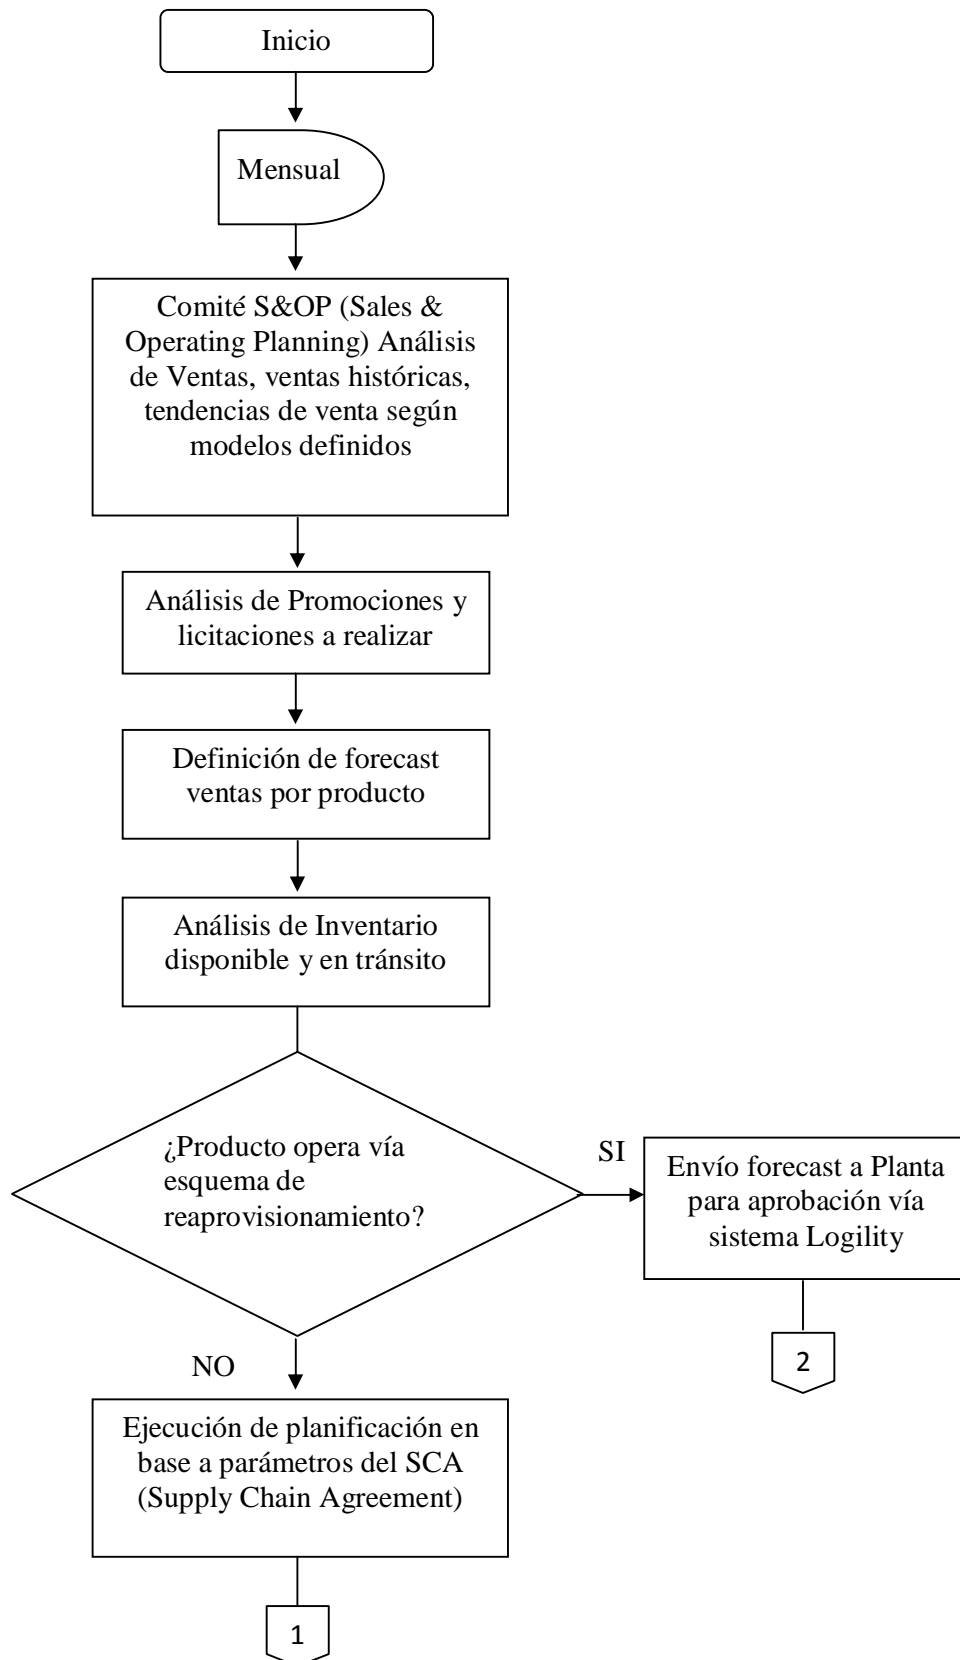 Inicio
Mensual
Comité S&OP (Sales &
Operating Planning) Análisis
de Ventas, ventas históricas,
tendencias de venta según
modelos definidos
Análisis de Promociones y
licitaciones a realizar
Definición de forecast
ventas por producto
Análisis de Inventario
disponible y en tránsito
¿Producto opera vía
esquema de
reaprovisionamiento?
SI
Envío forecast a Planta
para aprobación vía
sistema Logility
2
NO
Ejecución de planificación en
base a parámetros del SCA
(Supply Chain Agreement)
1